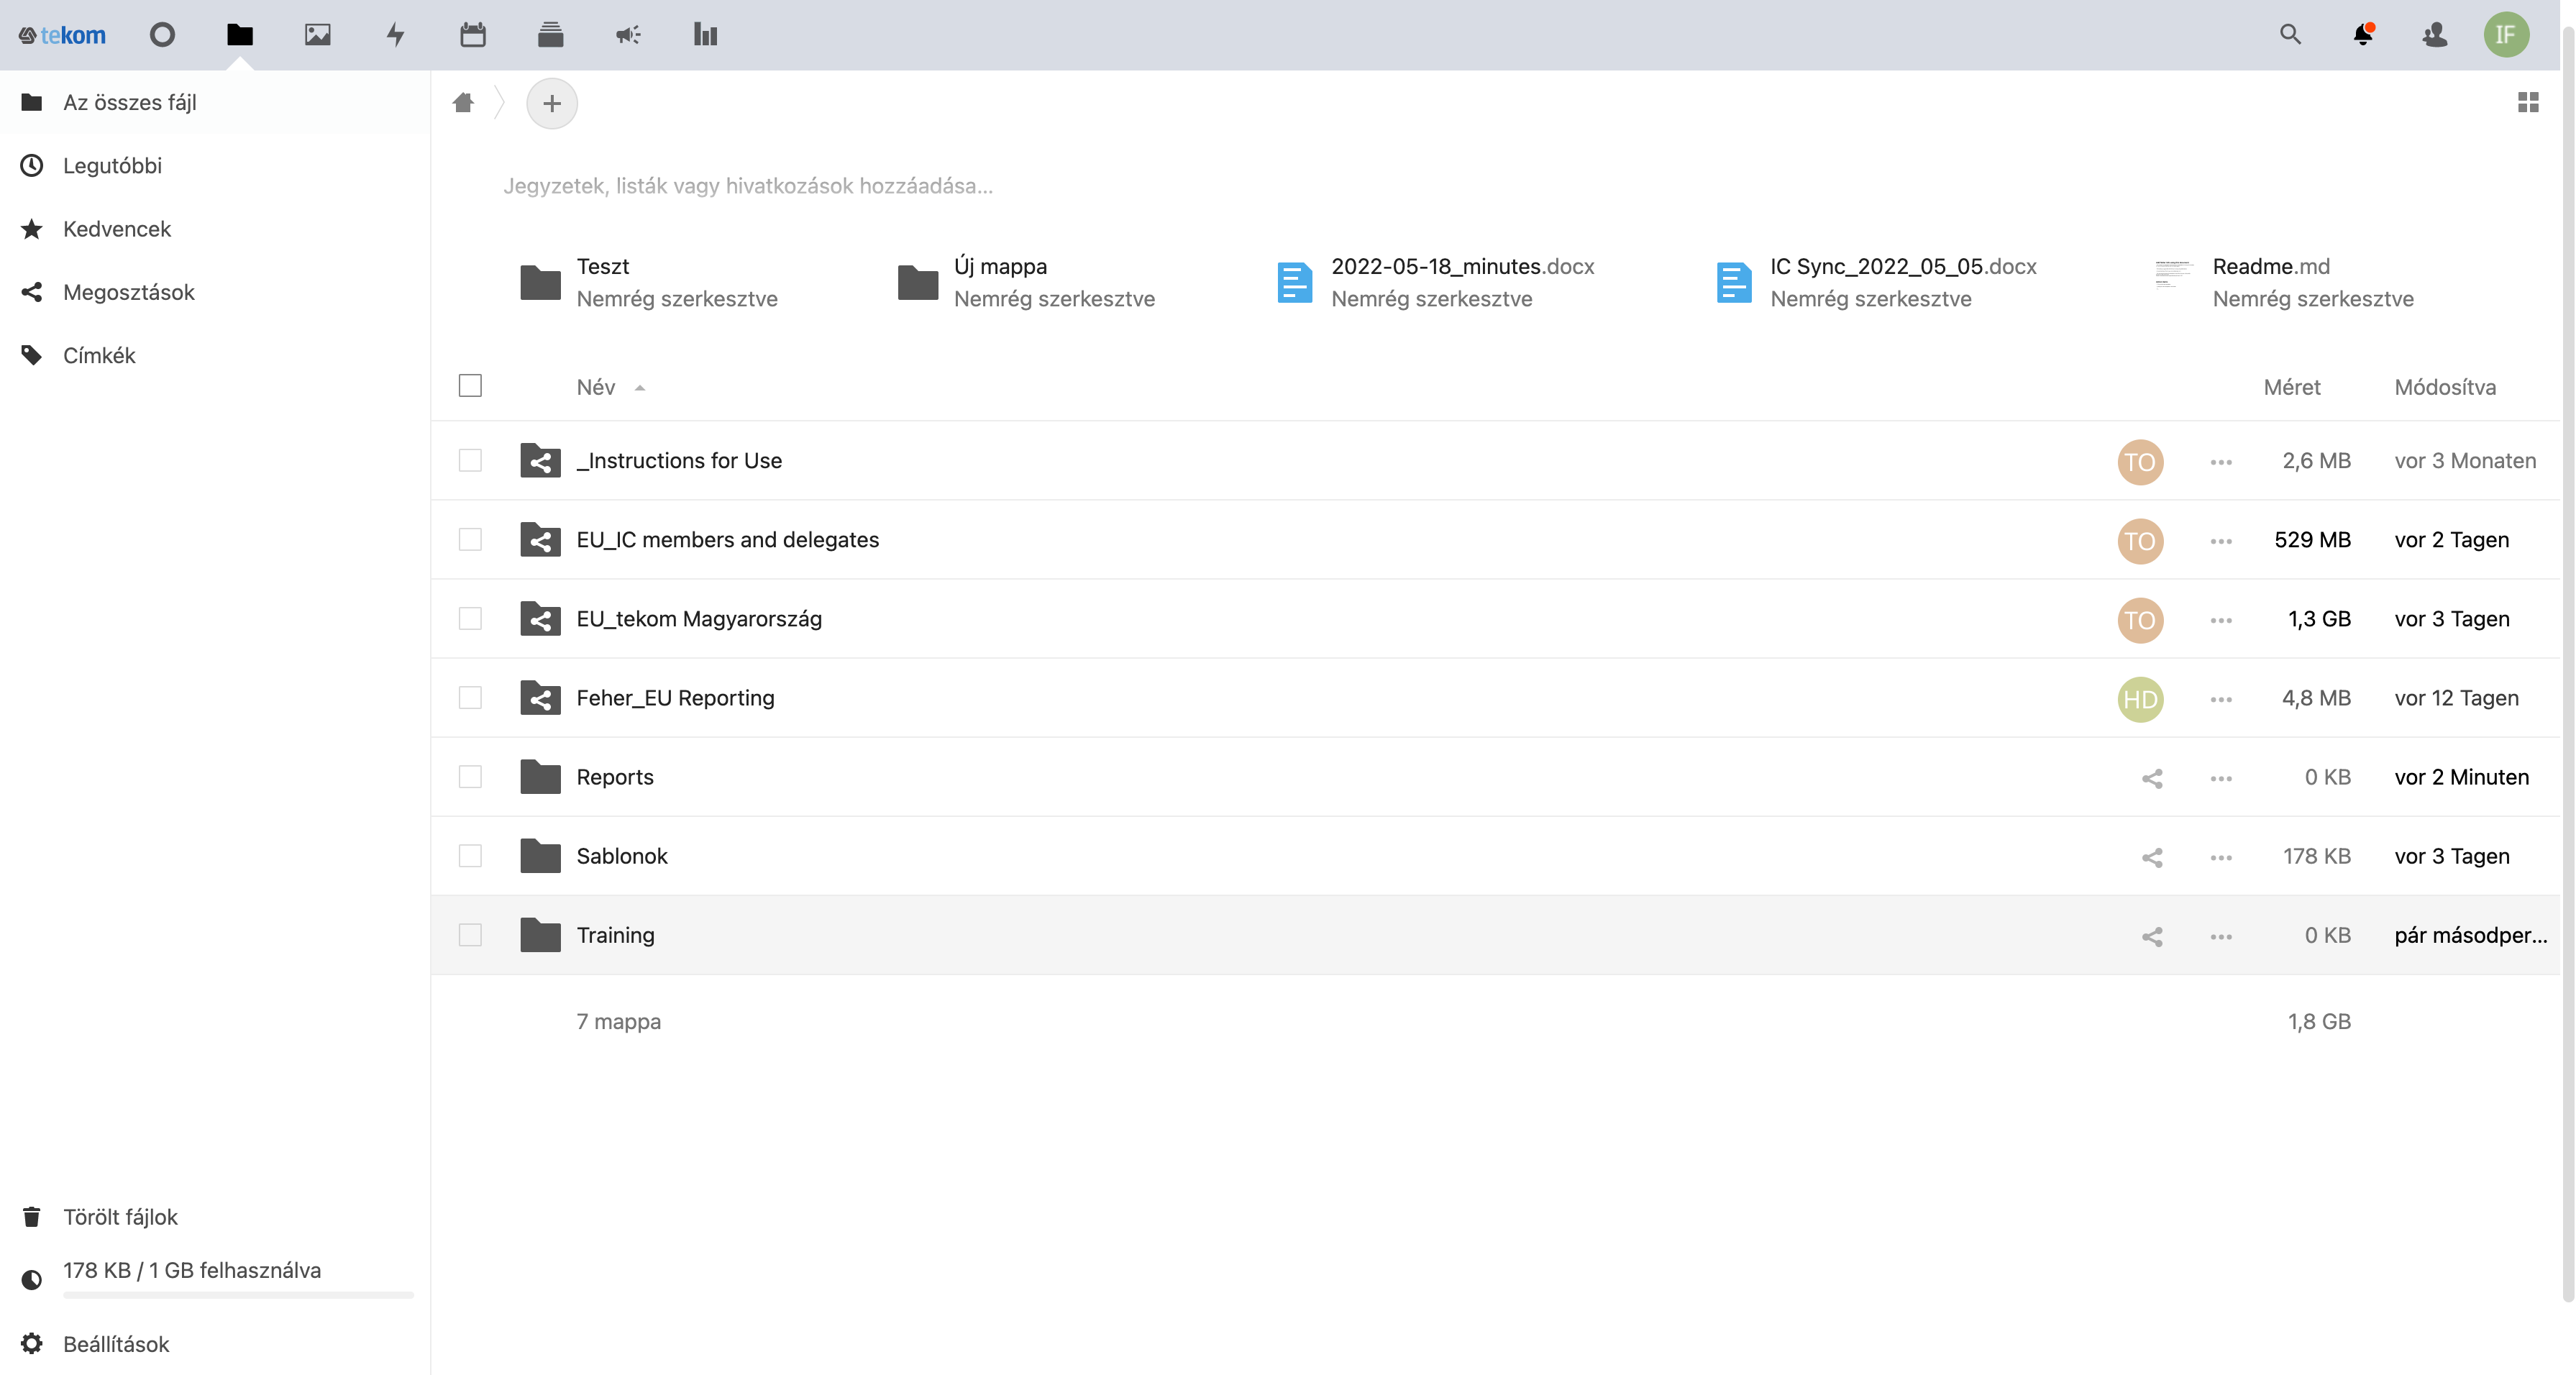 tekom
IF
Az összes fájl
Legutóbbi
Kedvencek
Megosztások
Címkék
Jegyzetek, listák vagy hivatkozások hozzáadása...
Teszt
Nemrég szerkesztve
Új mappa
Nemrég szerkesztve
2022-05-18_minutes.docx
Nemrég szerkesztve
IC Sync_2022_05_05.docx
Nemrég szerkesztve
Readme.md
Nemrég szerkesztve
Név Méret Módosítva
_Instructions for Use TO 2,6 MB vor 3 Monaten
EU_IC members and delegates TO 529 MB vor 2 Tagen
EU_tekom Magyarország TO 1,3 GB vor 3 Tagen
Feher_EU Reporting HD 4,8 MB vor 12 Tagen
Reports 0 KB vor 2 Minuten
Sablonok 178 KB vor 3 Tagen
Training 0 KB pár másodper...
7 mappa 1,8 GB
Törölt fájlok
178 KB / 1 GB felhasználva
Beállítások